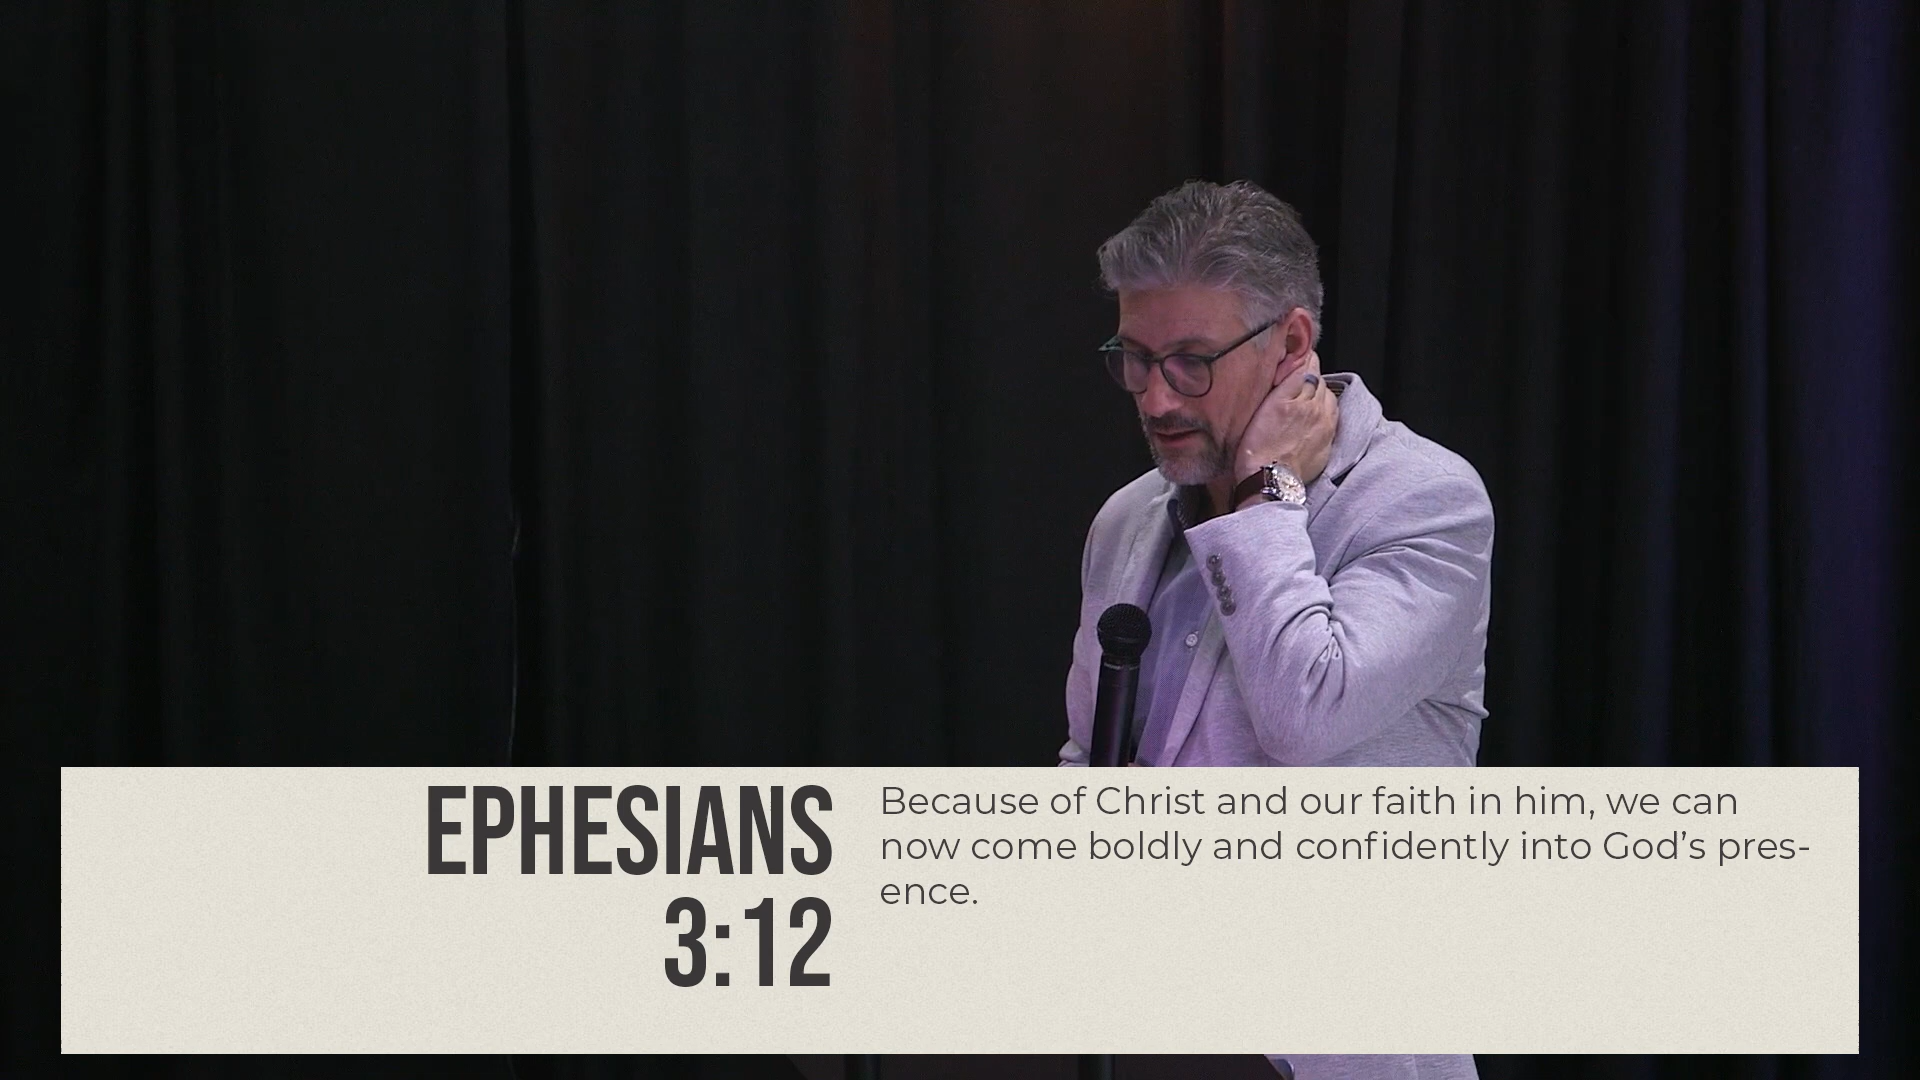 EPHESIANS
3:12
Because of Christ and our faith in him, we can
now come boldly and confidently into God’s pres-
ence.